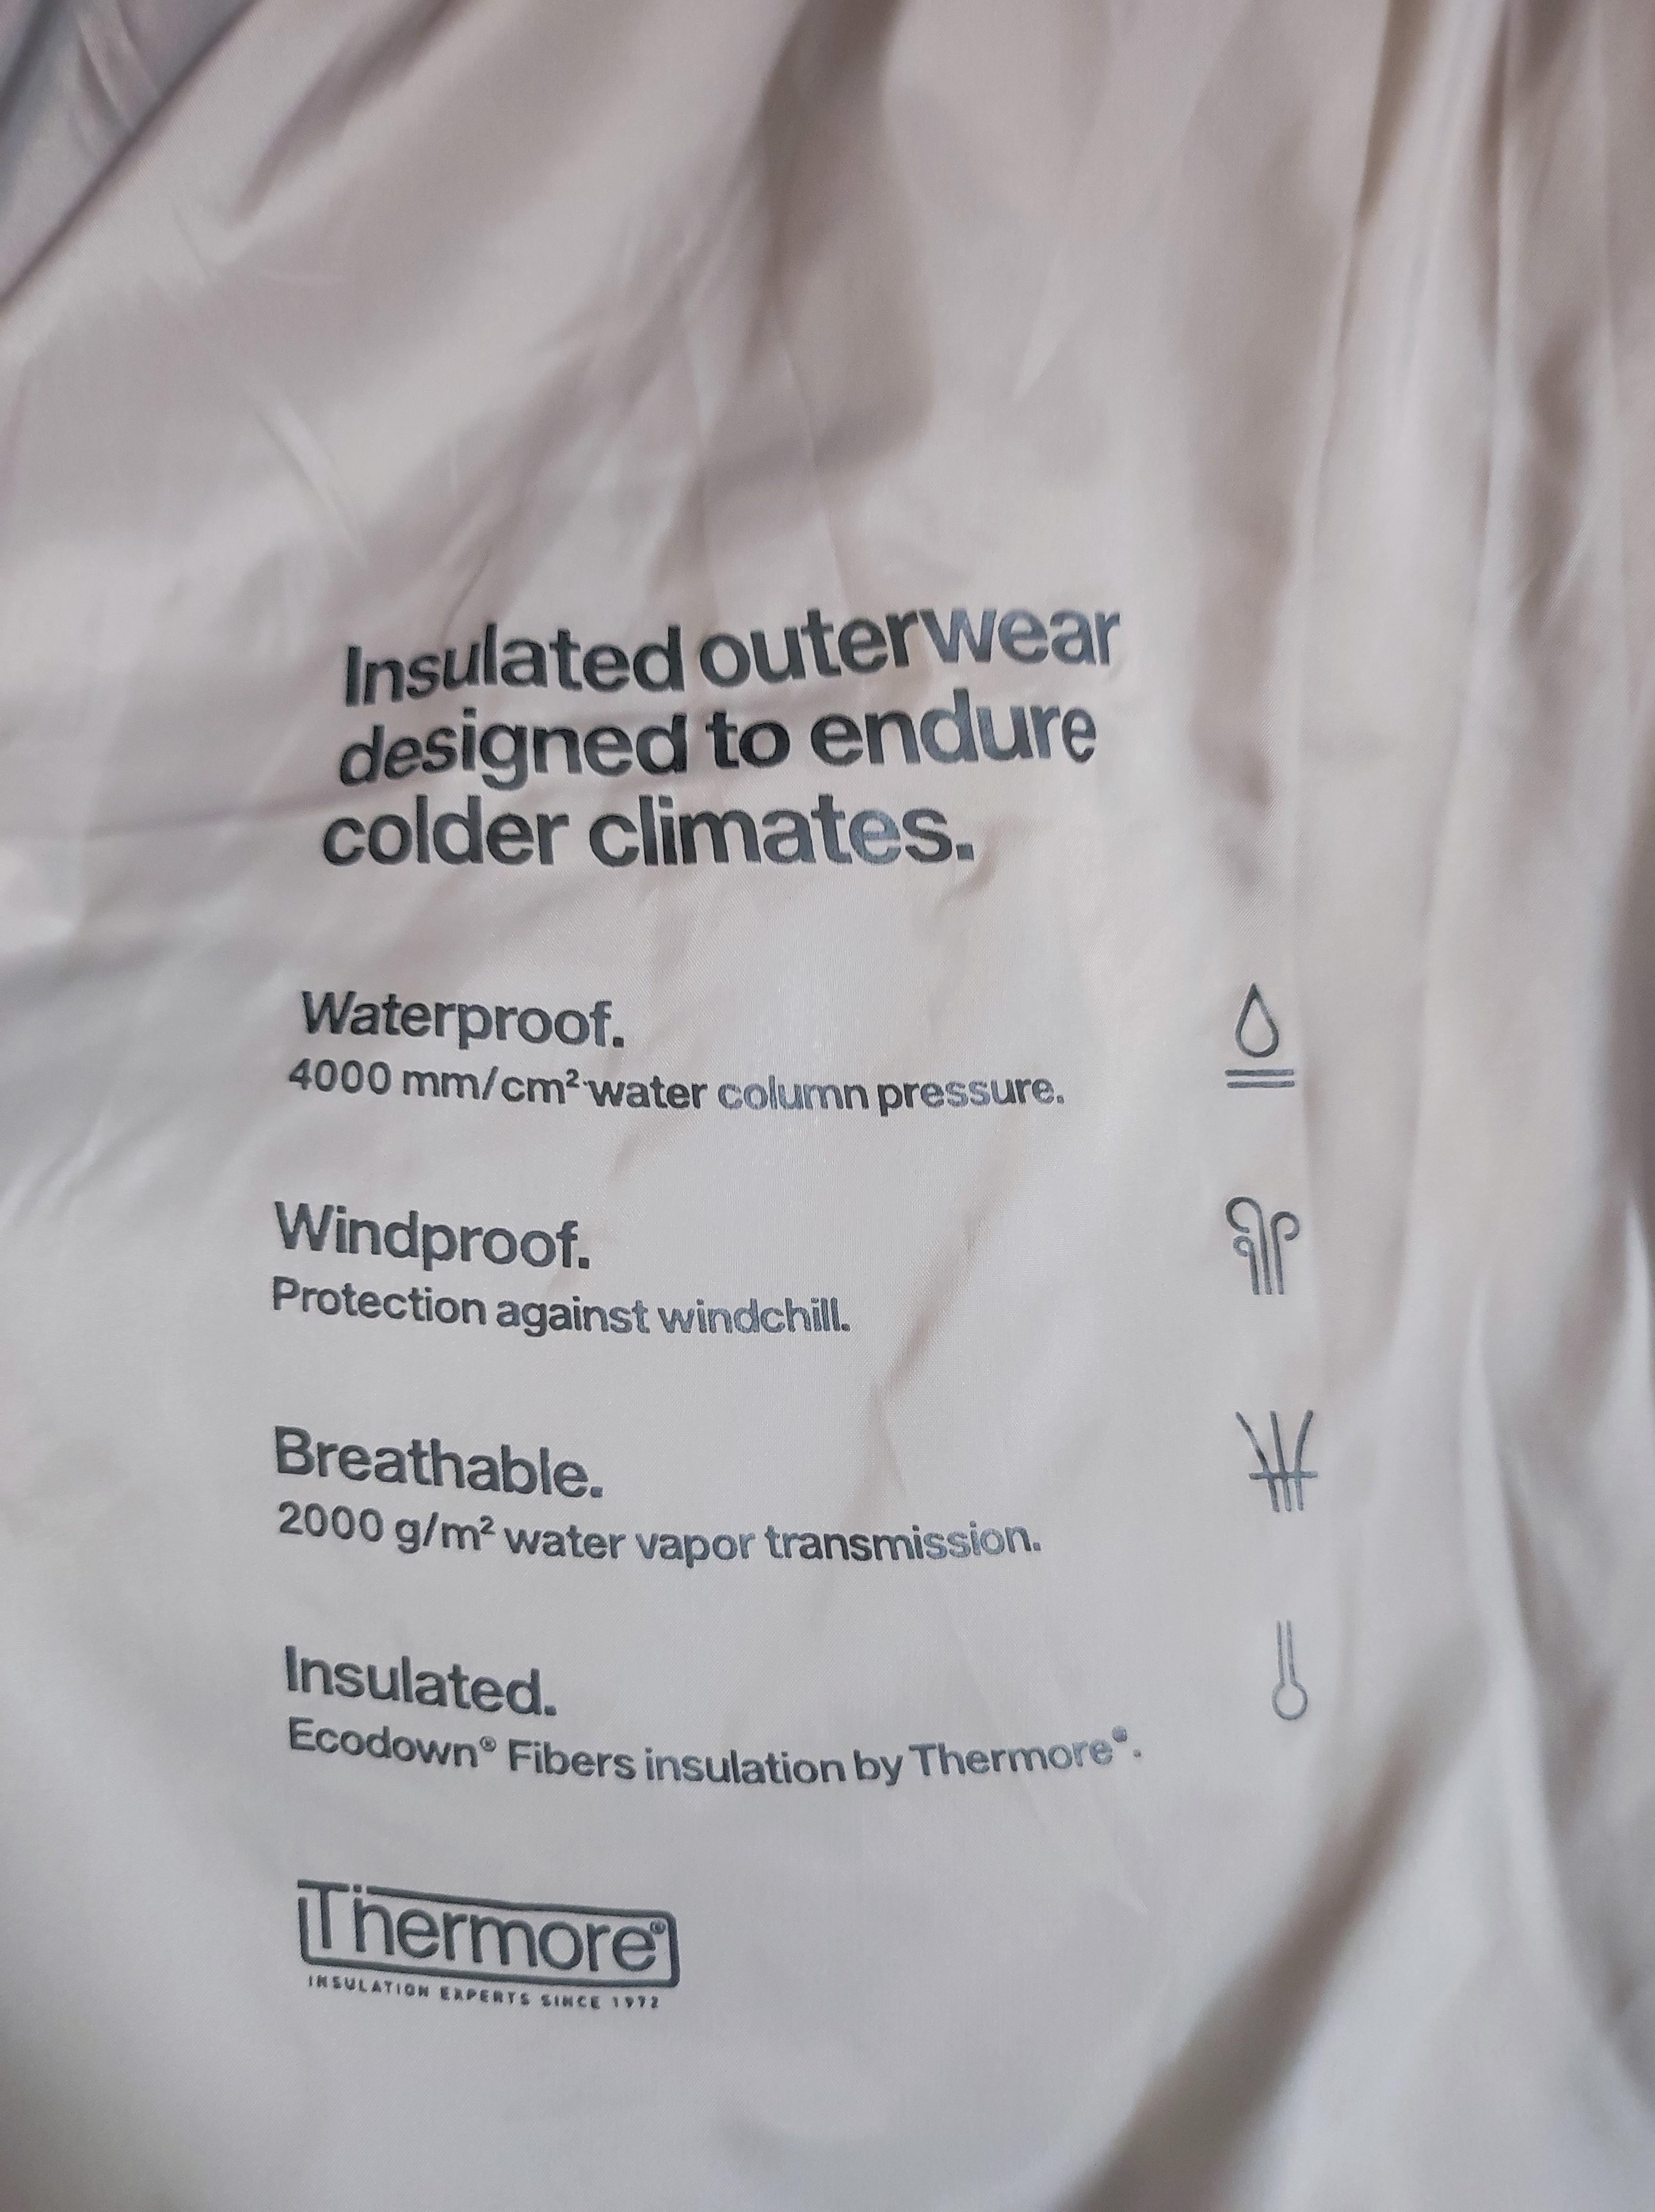 Insulated outerwear
designed to endure
colder climates.
Waterproof.
4000 mm/cm² water column pressure.
Windproof.
Protection against windchill.
Breathable.
2000 g/m² water vapor transmission.
Insulated.
Ecodown® Fibers insulation by Thermore®.
Thermore®
INSULATION EXPERTS SINCE 1972